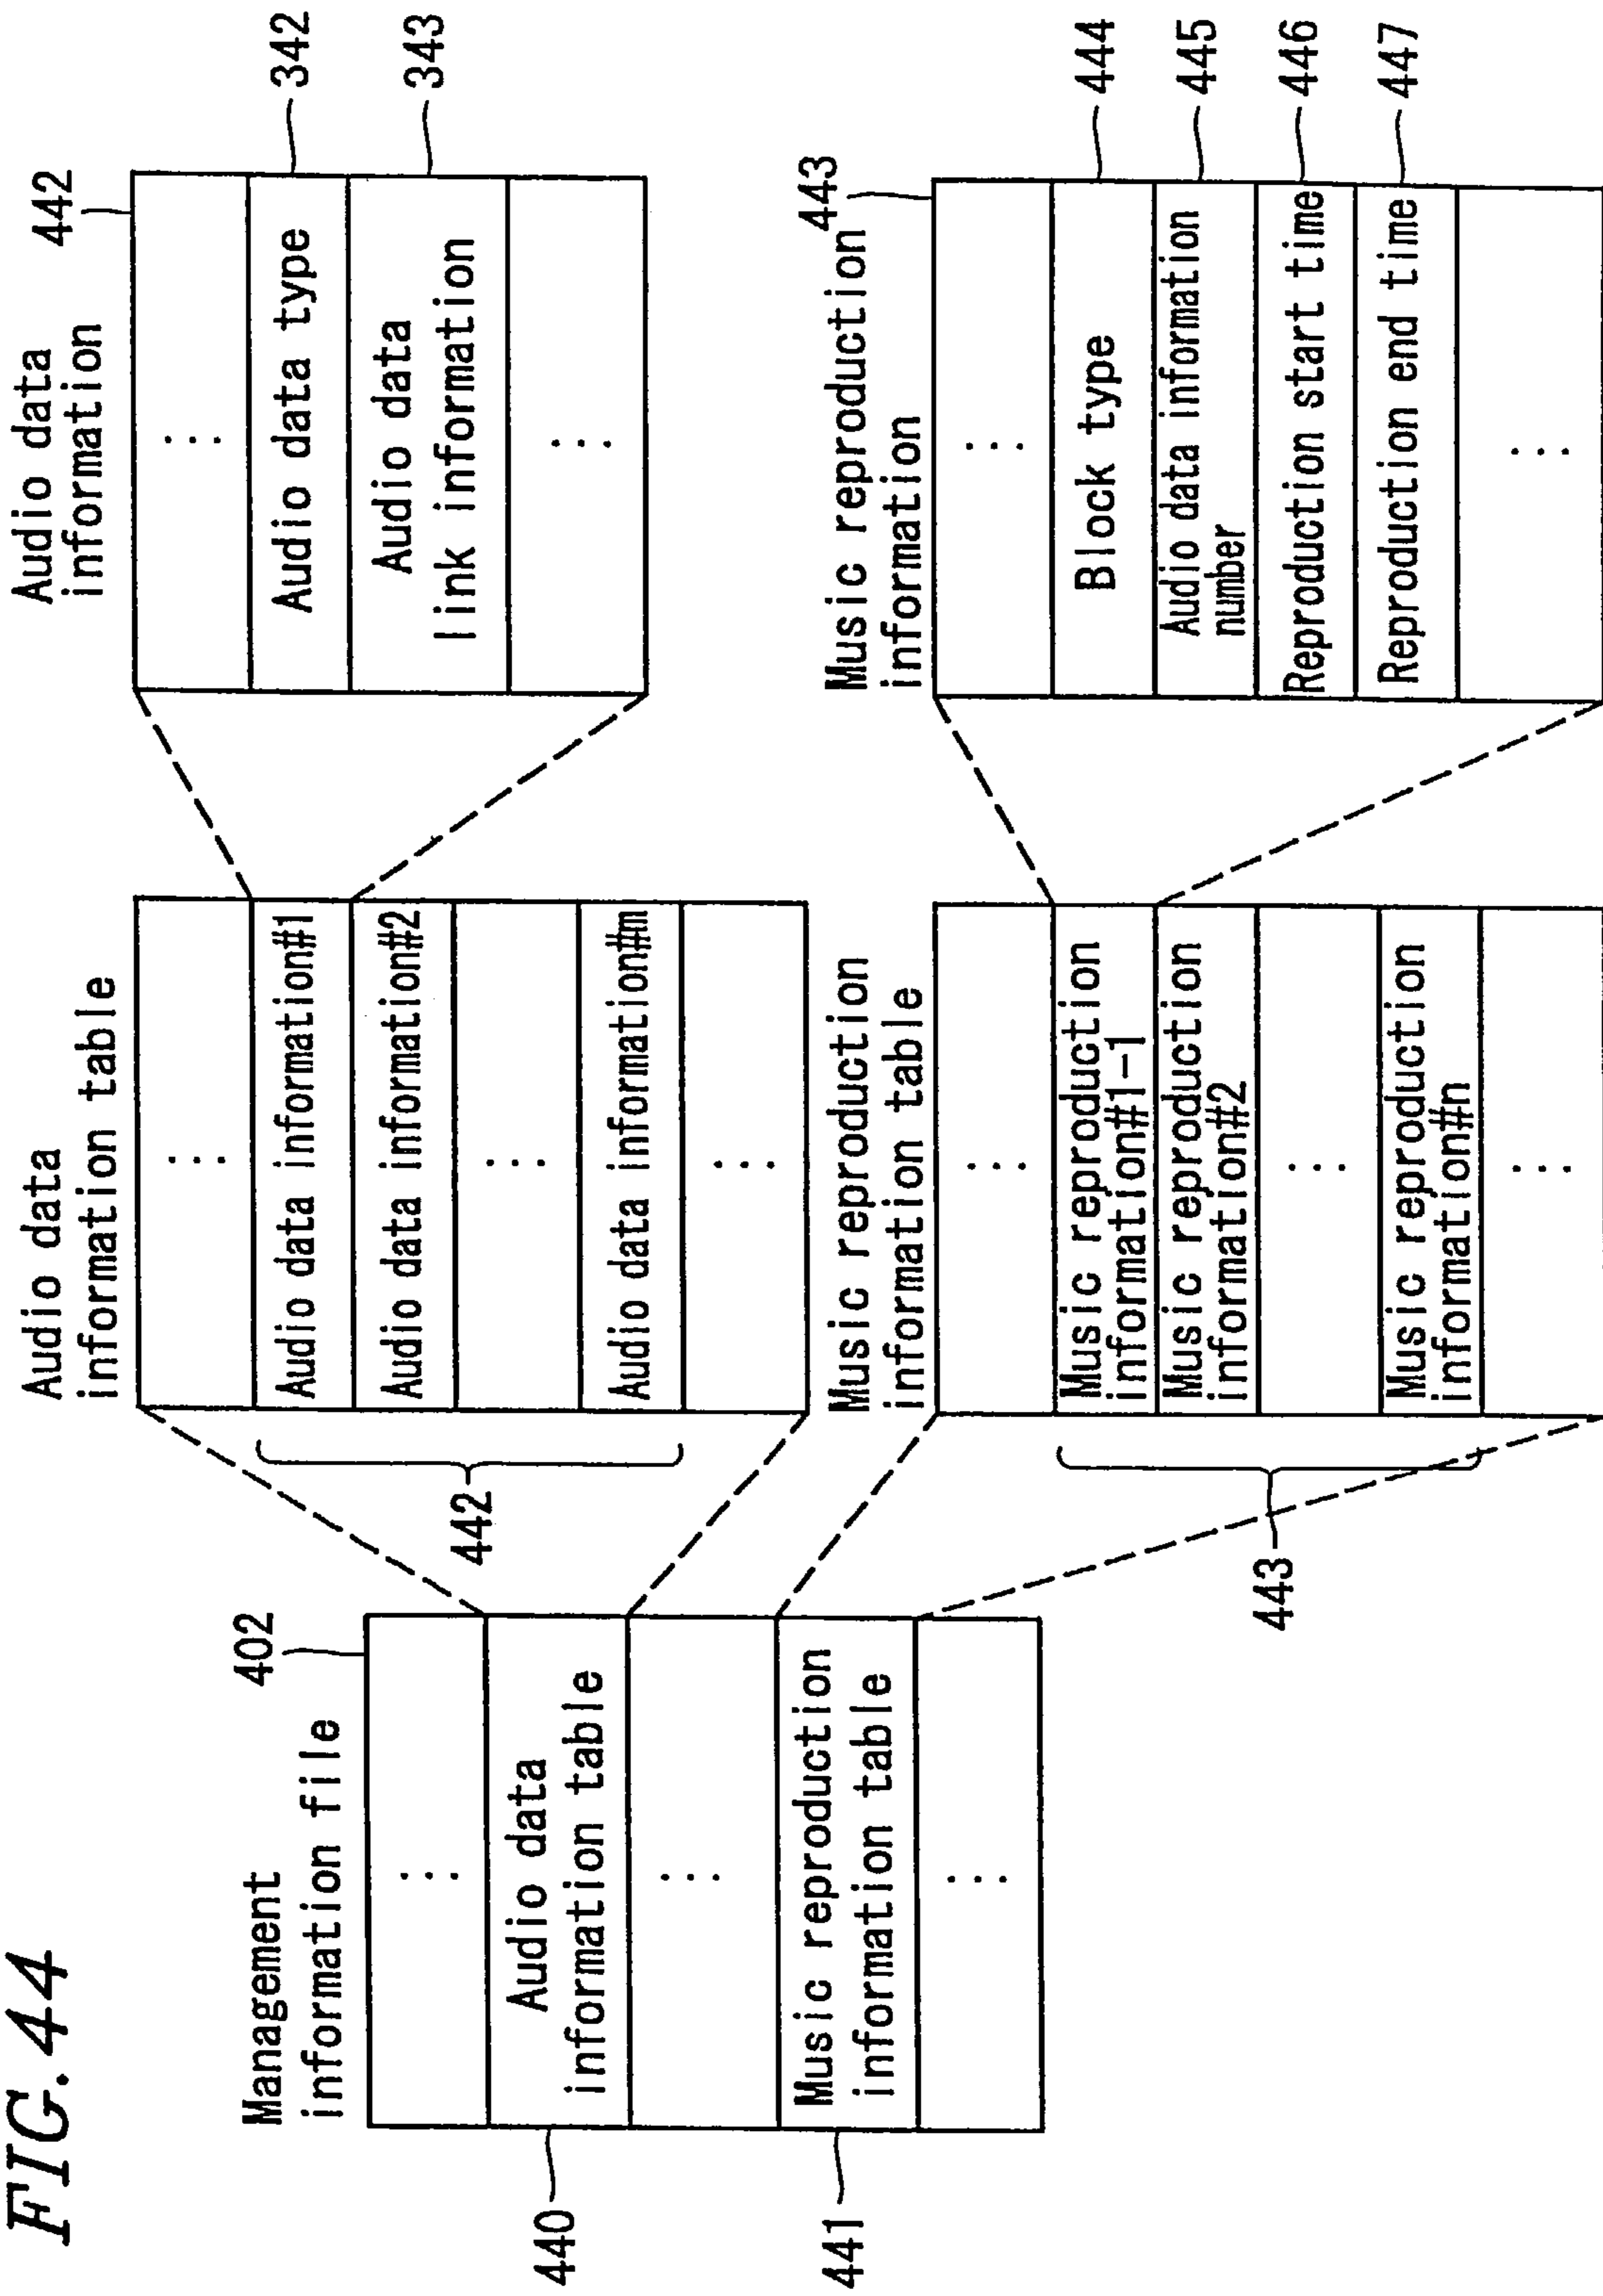 FIG. 44
Management
information file
402
⋮
Audio data
information table
⋮
Music reproduction
information table
⋮
440
441
Audio data
information table
⋮
Audio data information#1
Audio data information#2
⋮
Audio data information#m
⋮
442
Music reproduction
information table
⋮
Music reproduction
information#1-1
Music reproduction
information#2
⋮
Music reproduction
information#n
⋮
443
Audio data
information
442
⋮
Audio data type
Audio data
link information
⋮
342
343
Music reproduction
information
443
⋮
Block type
Audio data information
number
Reproduction start time
Reproduction end time
⋮
444
445
446
447